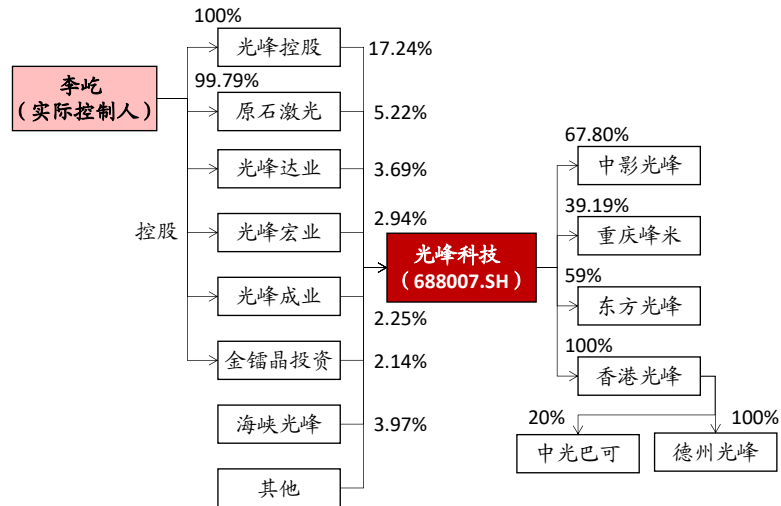 100%
光峰控股
17.24%
李屹
（实际控制人）
99.79%
原石激光
5.22%
67.80%
中影光峰
光峰达业
3.69%
39.19%
重庆峰米
控股
光峰宏业
2.94%
光峰科技
（688007.SH）
59%
东方光峰
光峰成业
2.25%
100%
香港光峰
金镭晶投资
2.14%
海峡光峰
3.97%
20%
中光巴可
100%
德州光峰
其他